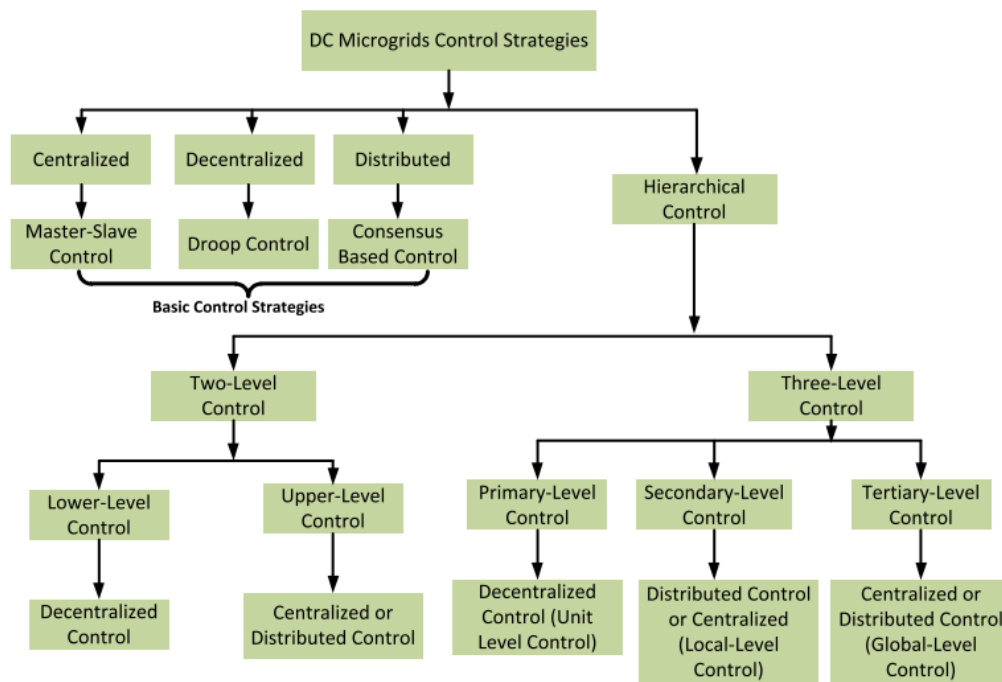 DC Microgrids Control Strategies
Centralized
Decentralized
Distributed
Hierarchical
Control
Master-Slave
Control
Droop Control
Consensus
Based Control
Basic Control Strategies
Two-Level
Control
Three-Level
Control
Lower-Level
Control
Upper-Level
Control
Primary-Level
Control
Secondary-Level
Control
Tertiary-Level
Control
Decentralized
Control
Centralized or
Distributed Control
Decentralized
Control (Unit
Level Control)
Distributed Control
or Centralized
(Local-Level
Control)
Centralized or
Distributed Control
(Global-Level
Control)